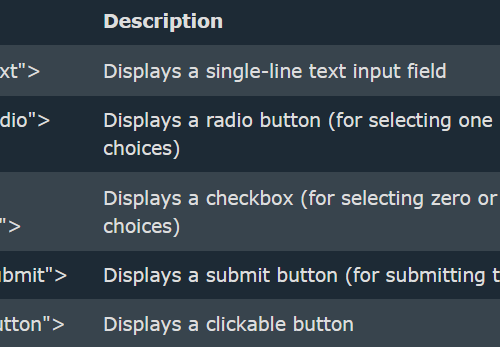 Description
xt"> Displays a single-line text input field
dio"> Displays a radio button (for selecting one
choices)
Displays a checkbox (for selecting zero or
"> choices)
ubmit"> Displays a submit button (for submitting t
utton"> Displays a clickable button